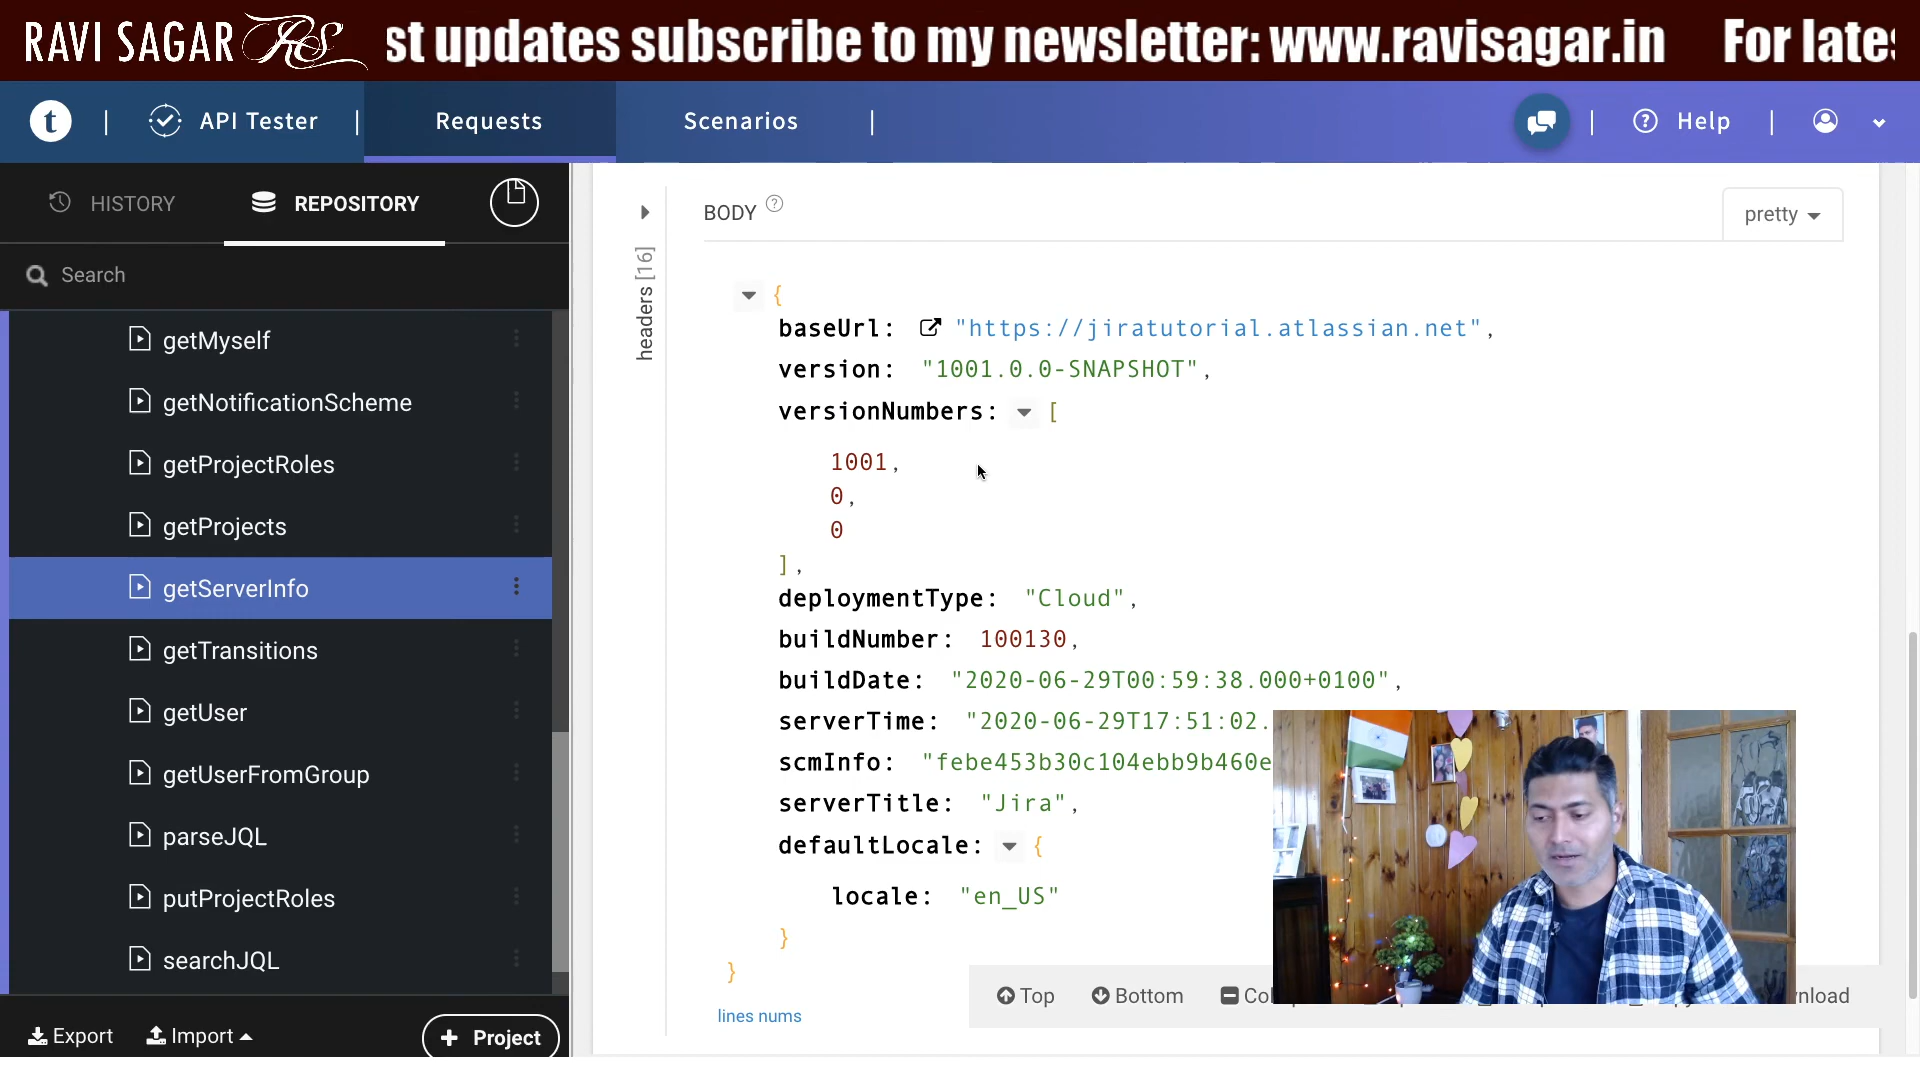 RAVI SAGAR RS
st updates subscribe to my newsletter: www.ravisagar.in For lates
t | API Tester | Requests Scenarios | | Help |
HISTORY REPOSITORY
Search
getMyself
getNotificationScheme
getProjectRoles
getProjects
getServerInfo
getTransitions
getUser
getUserFromGroup
parseJQL
putProjectRoles
searchJQL
Export Import + Project
headers [16]
BODY ? pretty
{
baseUrl: "https://jiratutorial.atlassian.net",
version: "1001.0.0-SNAPSHOT",
versionNumbers: [
1001,
0,
0
],
deploymentType: "Cloud",
buildNumber: 100130,
buildDate: "2020-06-29T00:59:38.000+0100",
serverTime: "2020-06-29T17:51:02.
scmInfo: "febe453b30c104ebb9b460e
serverTitle: "Jira",
defaultLocale: {
locale: "en_US"
}
}
lines nums
Top Bottom Col nload